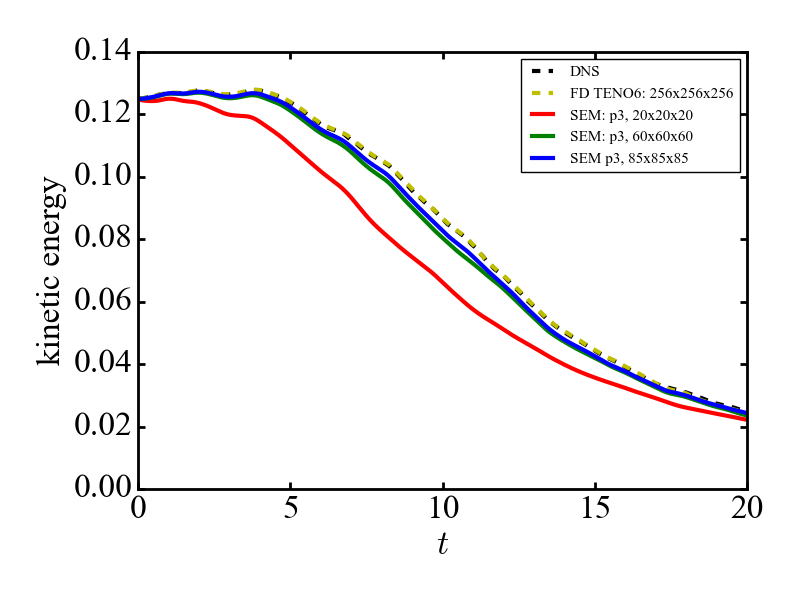 0.14
0.12
0.10
0.08
0.06
0.04
0.02
0.00
kinetic energy
DNS
FD TENO6: 256x256x256
SEM: p3, 20x20x20
SEM: p3, 60x60x60
SEM p3, 85x85x85
0 5 10 15 20
t